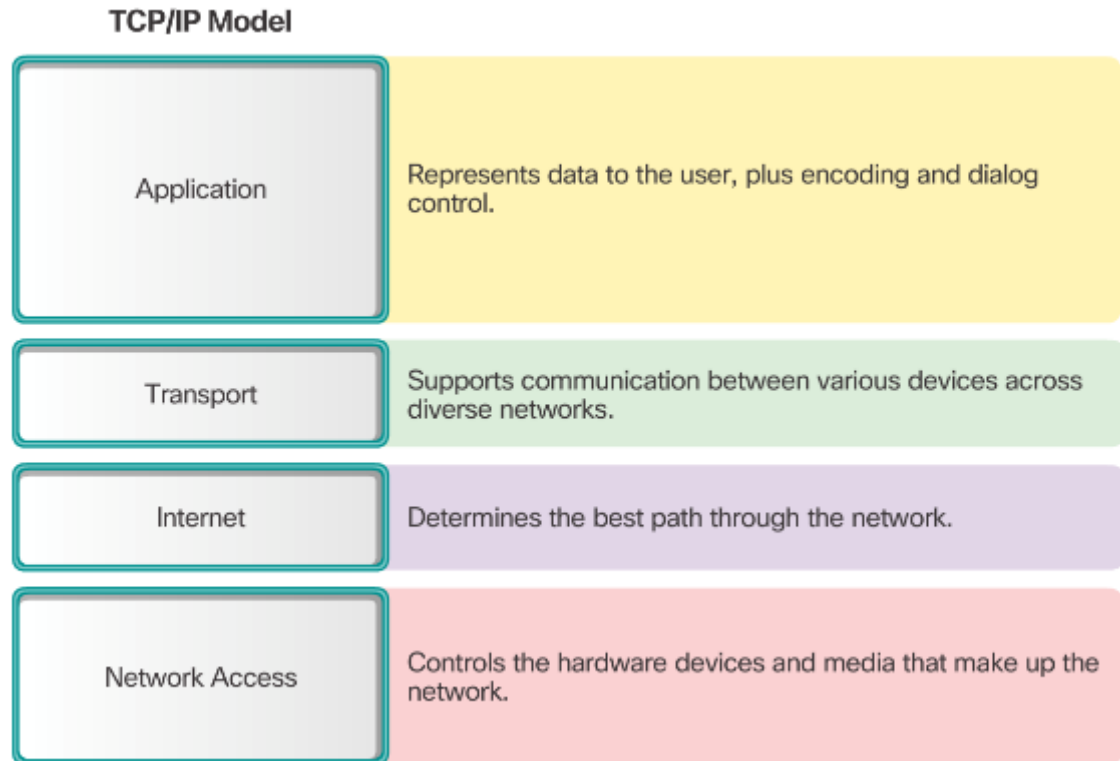 TCP/IP Model
Application
Represents data to the user, plus encoding and dialog
control.
Transport
Supports communication between various devices across
diverse networks.
Internet
Determines the best path through the network.
Network Access
Controls the hardware devices and media that make up the
network.